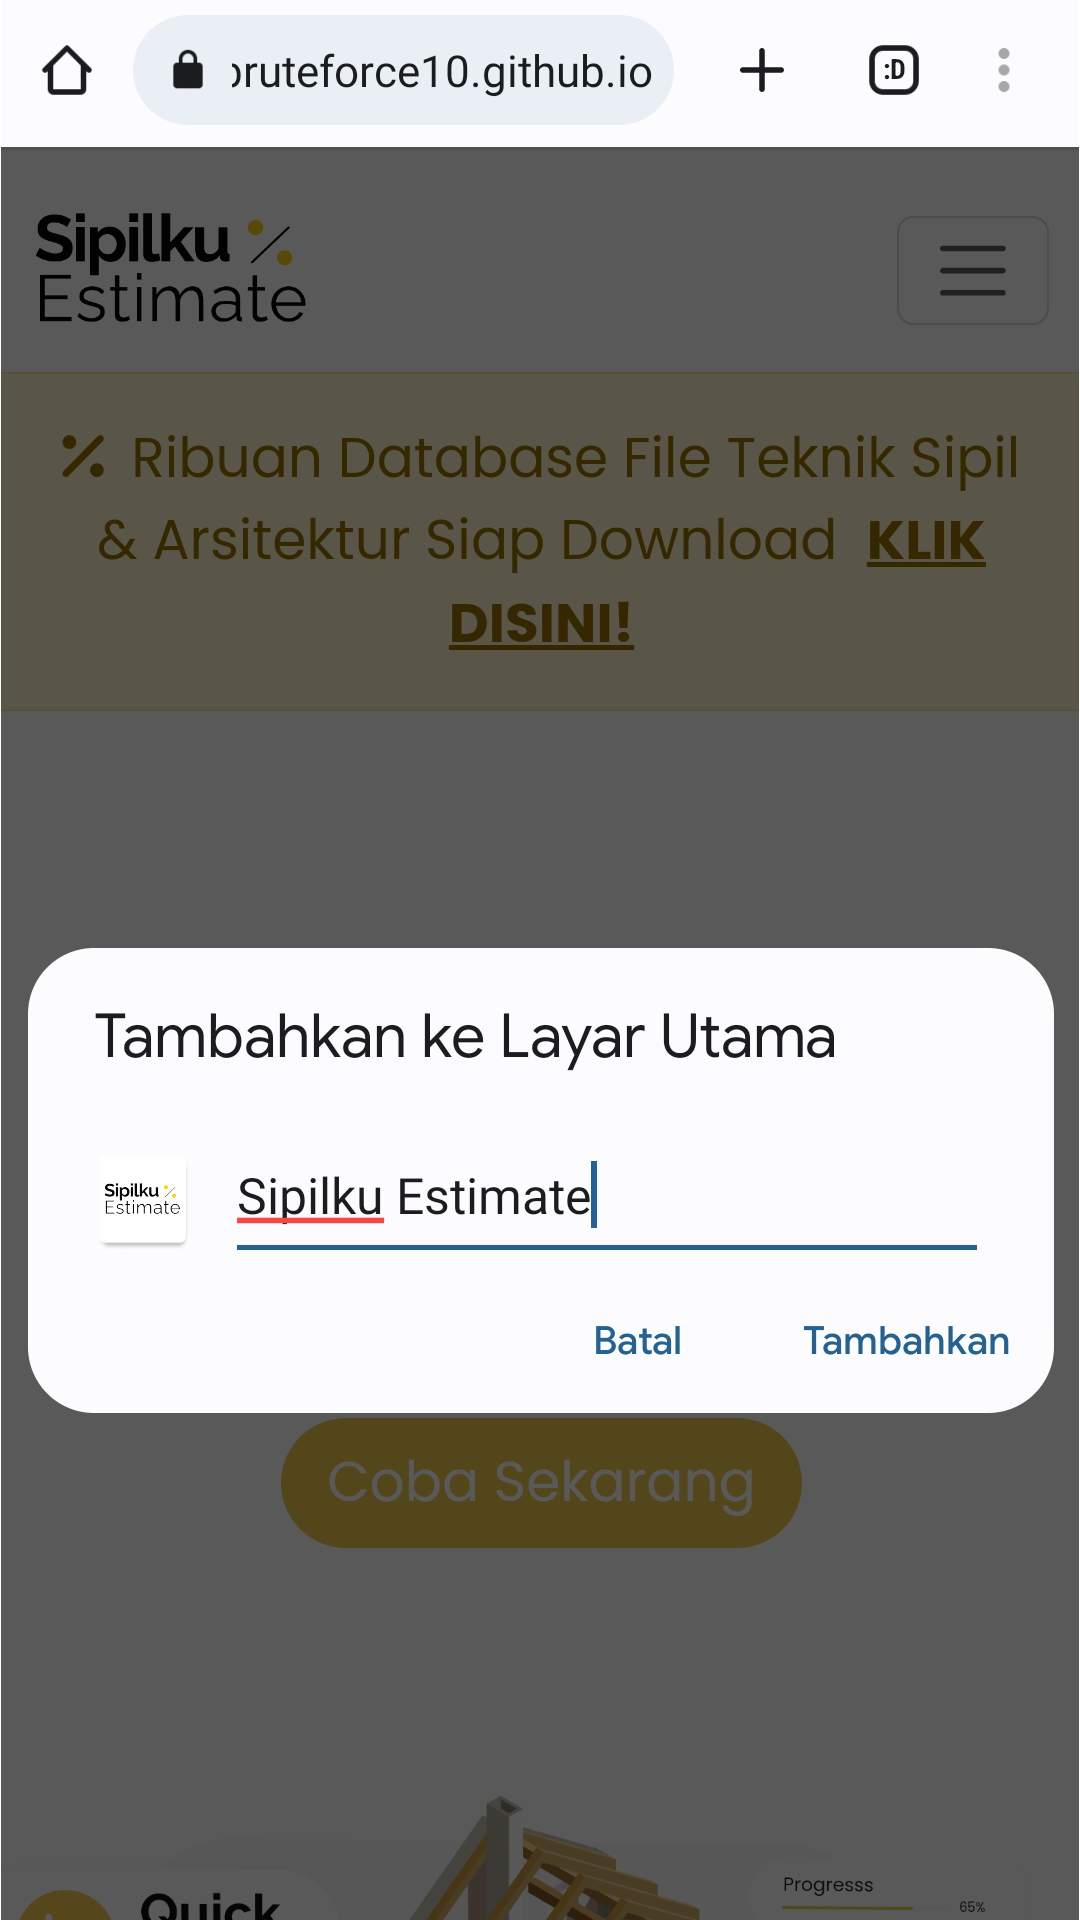 bruteforce10.github.io
:D
Sipilku
Estimate
Ribuan Database File Teknik Sipil
& Arsitektur Siap Download KLIK
DISINI!
Tambahkan ke Layar Utama
Sipilku
Estimate
Sipilku Estimate
Batal
Tambahkan
Coba Sekarang
Quick
Progresss
65%